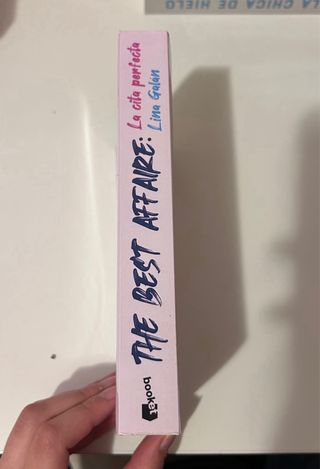 LA CHICA DE HIELO
THE BEST AFFAIRE: La cita perfecta
Lina Galán
booket